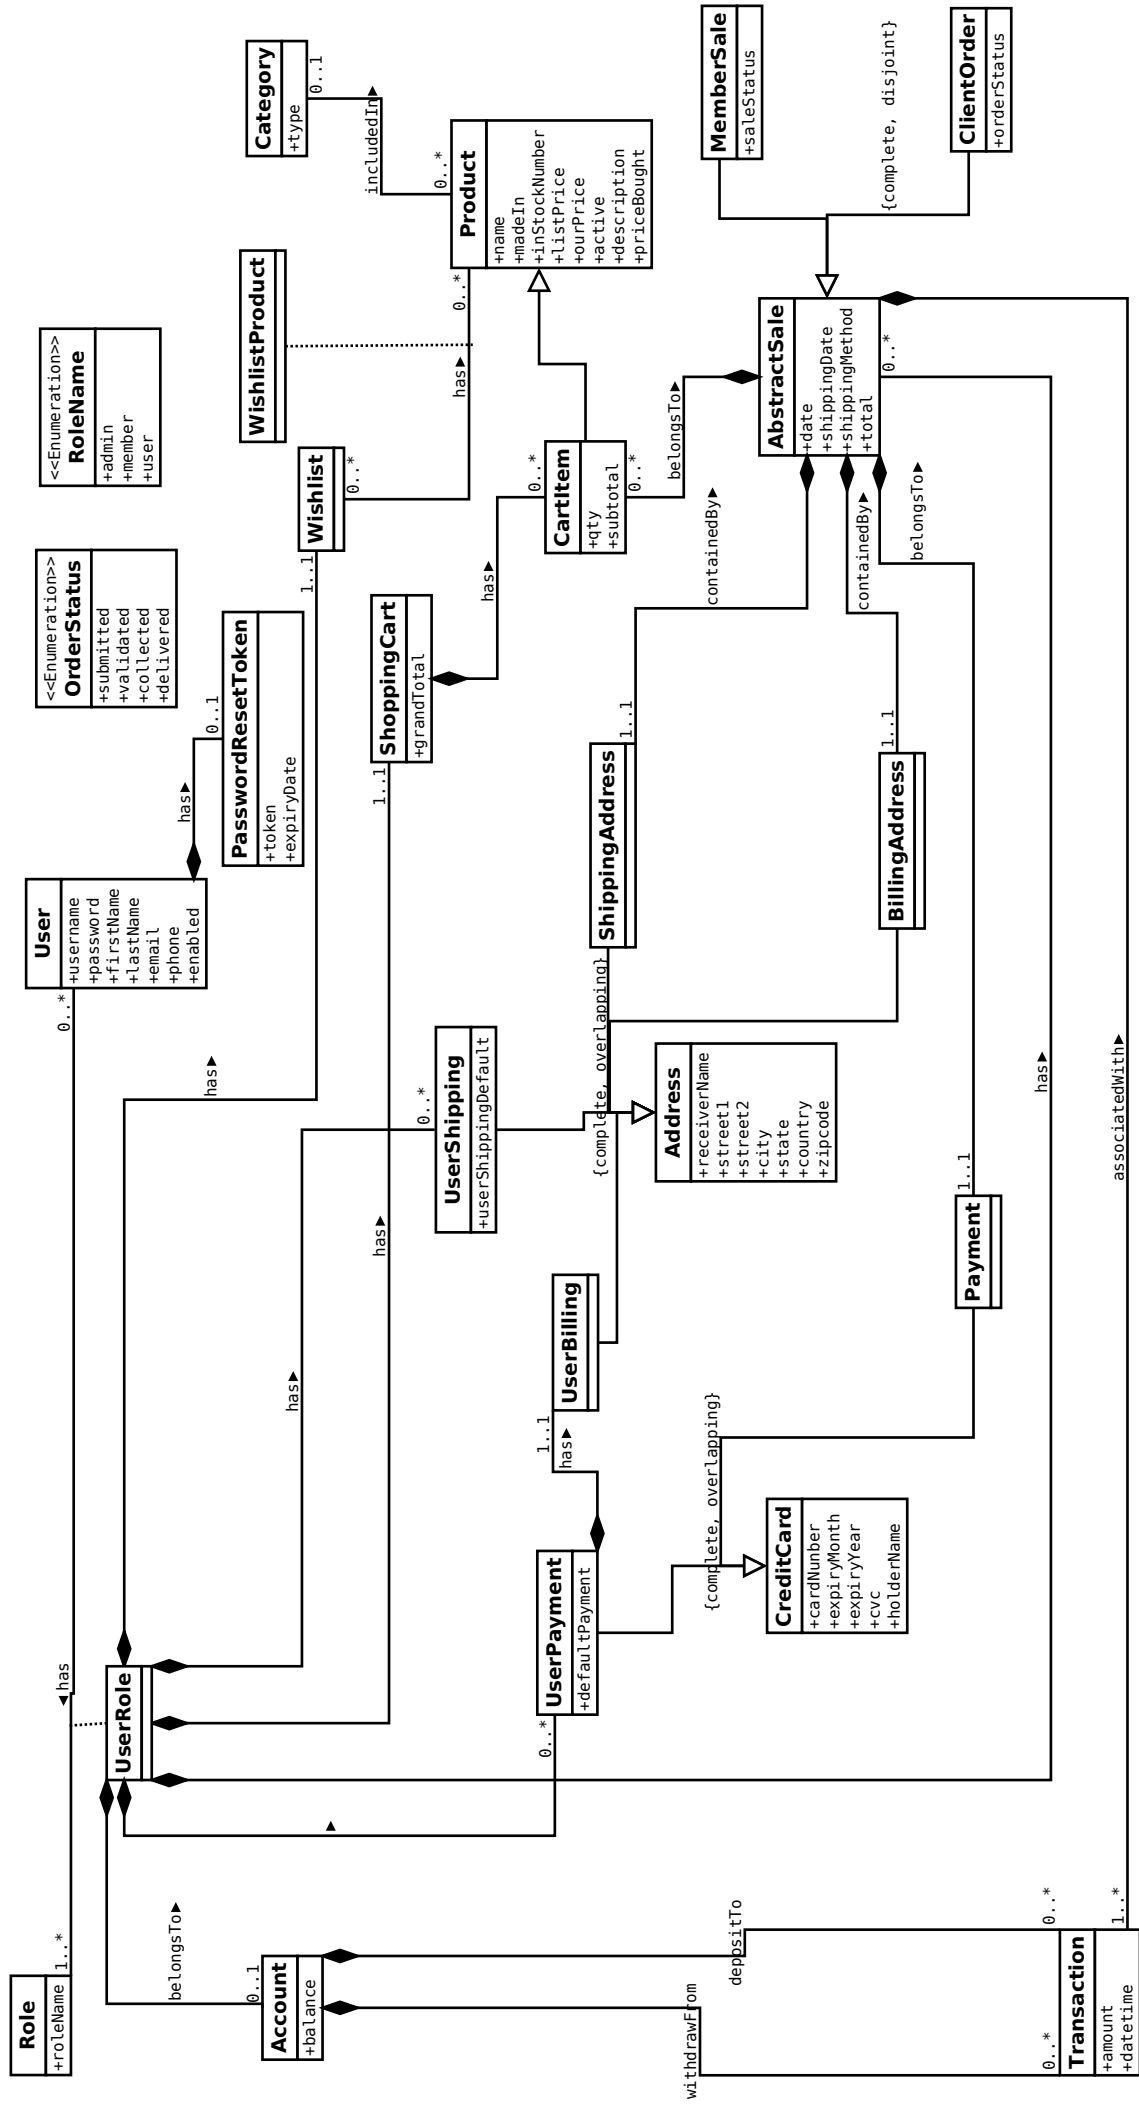 Role
+roleName
1..*
◀has
0..*
User
+username
+password
+firstName
+lastName
+email
+phone
+enabled
has▶
0..1
PasswordResetToken
+token
+expiryDate
<<Enumeration>>
OrderStatus
+submitted
+validated
+collected
+delivered
<<Enumeration>>
RoleName
+admin
+member
+user
UserRole
belongsTo▶
0..1
Account
+balance
has▶
1..1
Wishlist
0..*
WishlistProduct
has▶
0..*
Category
+type
0..1
includedIn▶
0..*
Product
+name
+madeIn
+inStockNumber
+listPrice
+ourPrice
+active
+description
+priceBought
has▶
0..*
UserShipping
+userShippingDefault
has▶
1..1
ShoppingCart
+grandTotal
has▶
0..*
CartItem
+qty
+subtotal
0..*
belongsTo▶
▶
0..*
UserPayment
+defaultPayment
has▶
1..1
UserBilling
{complete, overlapping}
Address
+receiverName
+street1
+street2
+city
+state
+country
+zipcode
ShippingAddress
1..1
containedBy▶
BillingAddress
1..1
containedBy▶
{complete, overlapping}
CreditCard
+cardNunber
+expiryMonth
+expiryYear
+cvc
+holderName
Payment
1..1
belongsTo▶
AbstractSale
+date
+shippingDate
+shippingMethod
+total
0..*
MemberSale
+saleStatus
{complete, disjoint}
ClientOrder
+orderStatus
has▶
associatedWith▶
withdrawFrom
0..*
depositTo
0..*
1..*
Transaction
+amount
+datetime